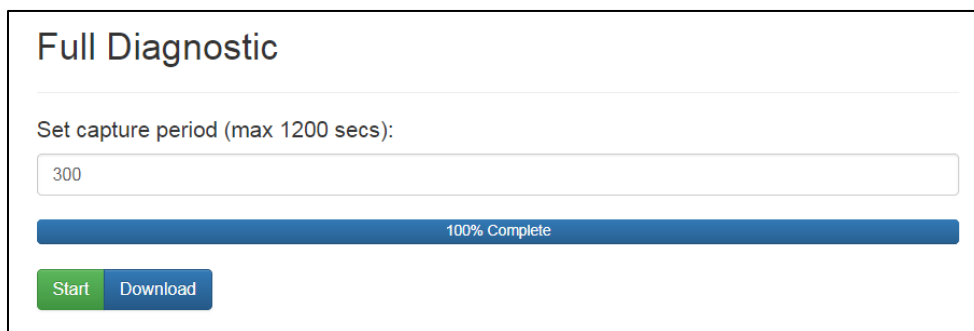 Full Diagnostic
Set capture period (max 1200 secs):
300
100% Complete
Start Download